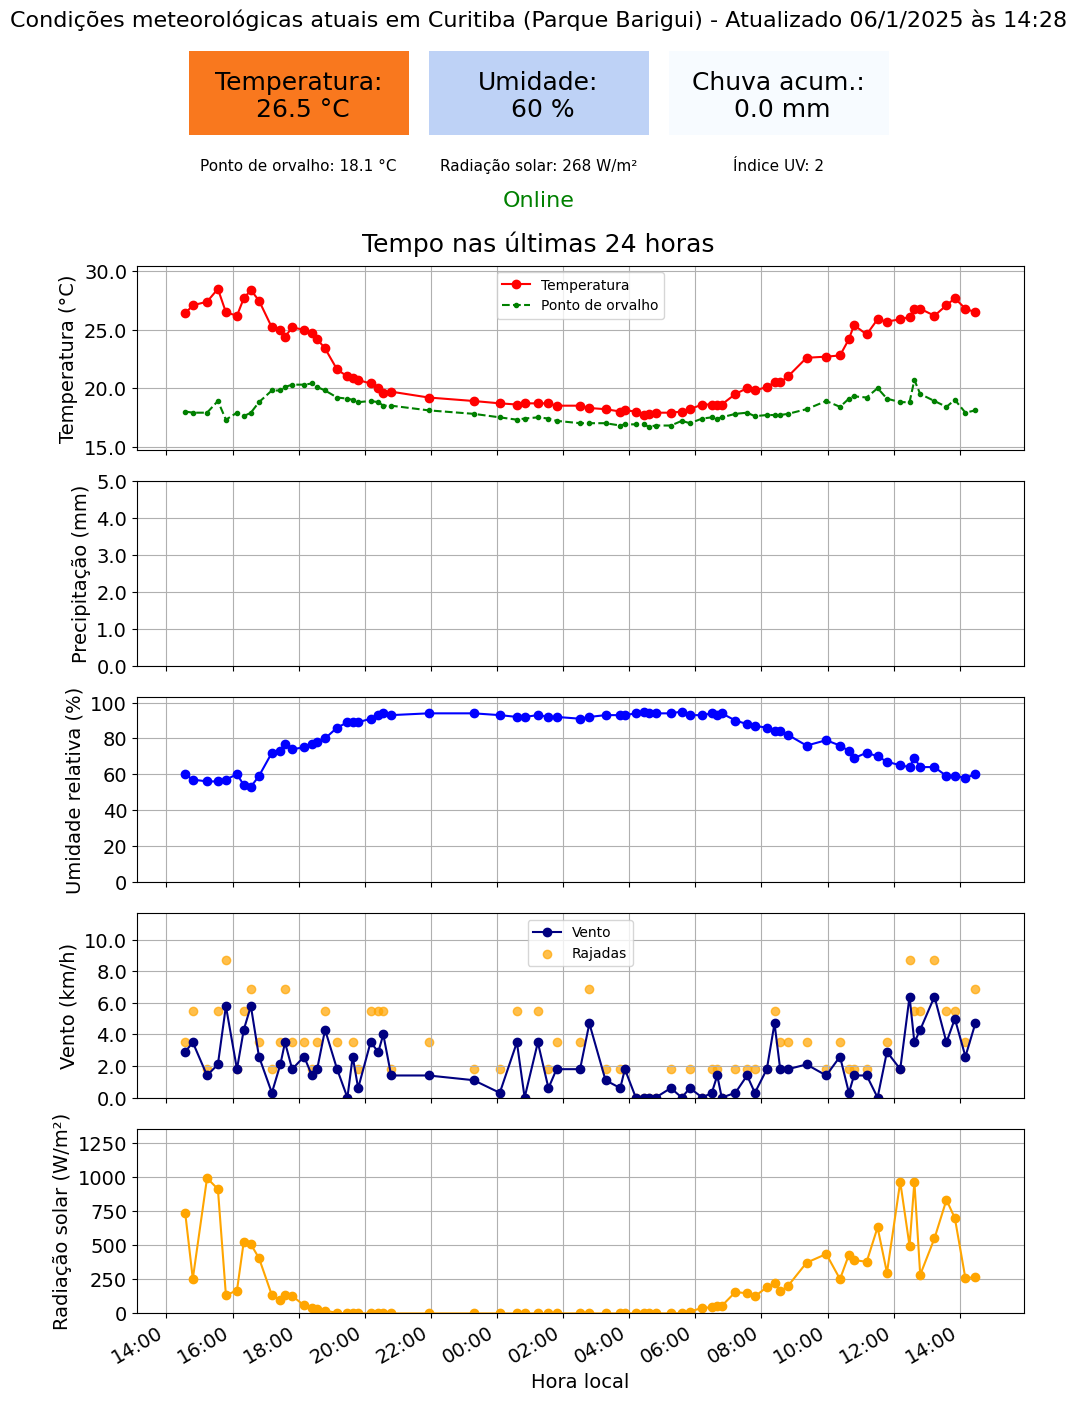 Condições meteorológicas atuais em Curitiba (Parque Barigui) - Atualizado 06/1/2025 às 14:28
Temperatura:
26.5 °C
Umidade:
60 %
Chuva acum.:
0.0 mm
Ponto de orvalho: 18.1 °C
Radiação solar: 268 W/m²
Índice UV: 2
Online
Tempo nas últimas 24 horas
Temperatura (°C)
30.0
25.0
20.0
15.0
Temperatura
Ponto de orvalho
Precipitação (mm)
5.0
4.0
3.0
2.0
1.0
0.0
Umidade relativa (%)
100
80
60
40
20
0
Vento (km/h)
10.0
8.0
6.0
4.0
2.0
0.0
Vento
Rajadas
Radiação solar (W/m²)
1250
1000
750
500
250
0
14:00
16:00
18:00
20:00
22:00
00:00
02:00
04:00
06:00
08:00
10:00
12:00
14:00
Hora local